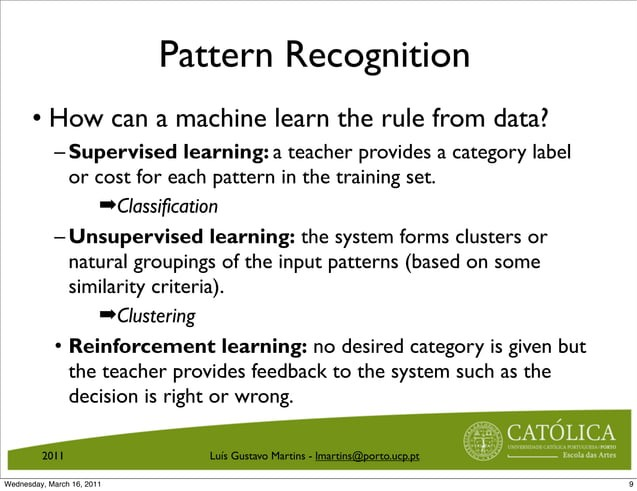 Pattern Recognition
• How can a machine learn the rule from data?
– Supervised learning: a teacher provides a category label
or cost for each pattern in the training set.
➡Classification
– Unsupervised learning: the system forms clusters or
natural groupings of the input patterns (based on some
similarity criteria).
➡Clustering
• Reinforcement learning: no desired category is given but
the teacher provides feedback to the system such as the
decision is right or wrong.
CATÓLICA
UNIVERSIDADE CATÓLICA PORTUGUESA | PORTO
Escola das Artes
2011
Luís Gustavo Martins - lmartins@porto.ucp.pt
Wednesday, March 16, 2011
9